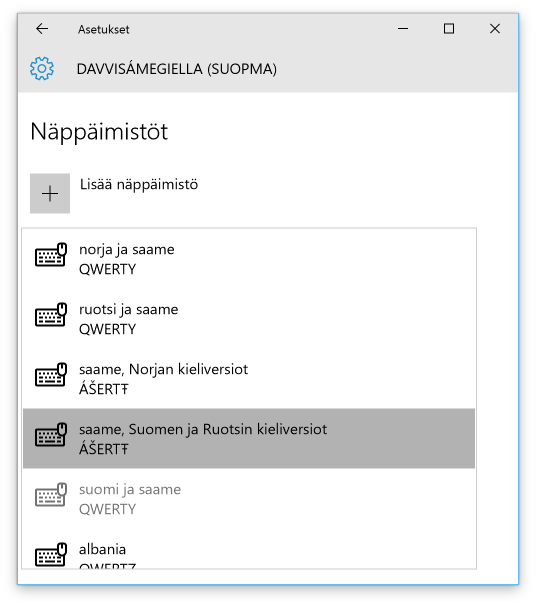 Asetukset
DAVVISÁMEGIELLA (SUOPMA)
Näppäimistöt
Lisää näppäimistö
norja ja saame
QWERTY
ruotsi ja saame
QWERTY
saame, Norjan kieliversiot
ÁŠERTŦ
saame, Suomen ja Ruotsin kieliversiot
ÁŠERTŦ
suomi ja saame
QWERTY
albania
QWERTZ